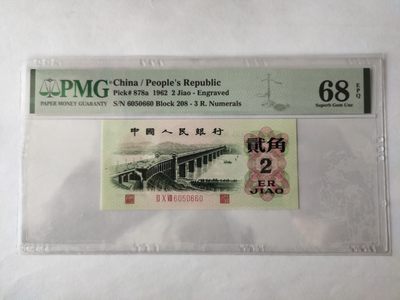 PMG
PAPER MONEY GUARANTY
China / People's Republic
Pick# 878a 1962 2 Jiao - Engraved
S/N 6050660 Block 208 - 3 R. Numerals
68 EPQ
Superb Gem Unc
中國人民銀行
貳角
2
ER
JIAO
6050660